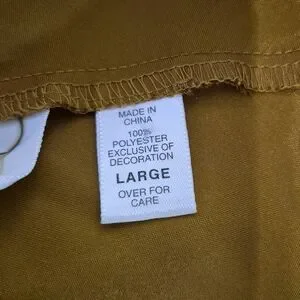 MADE IN
CHINA
100%
POLYESTER
EXCLUSIVE OF
DECORATION
LARGE
OVER FOR
CARE